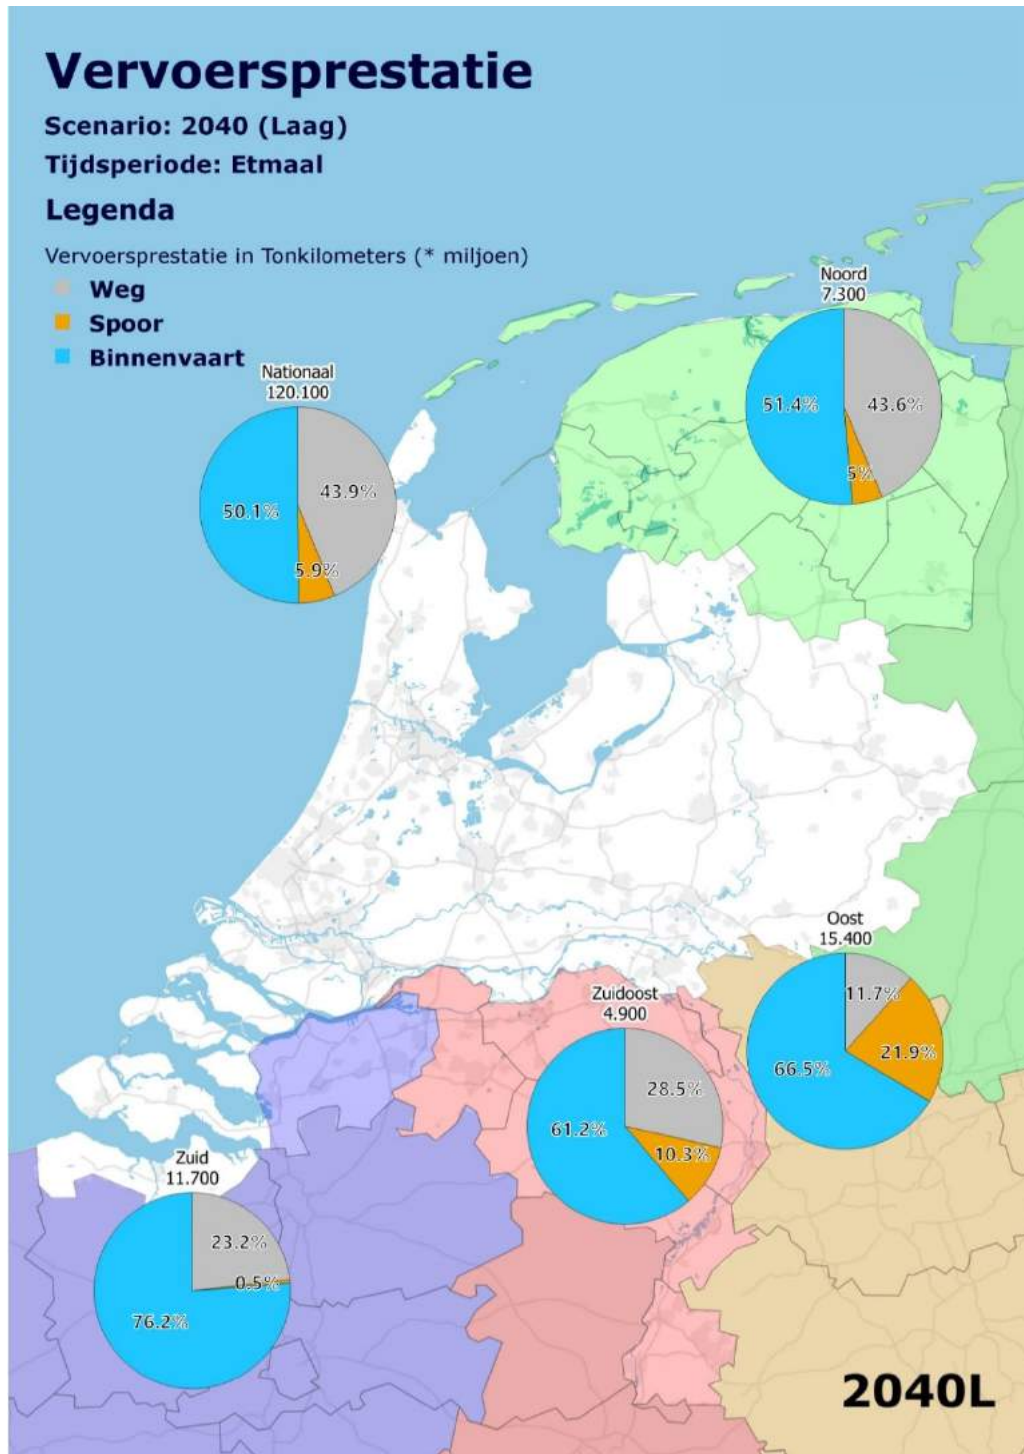 Vervoersprestatie
Scenario: 2040 (Laag)
Tijdsperiode: Etmaal
Legenda
Vervoersprestatie in Tonkilometers (* miljoen)
Weg
Spoor
Binnenvaart
Nationaal
120.100
43.9%
50.1%
5.9%
Noord
7.300
51.4%
43.6%
5%
Oost
15.400
11.7%
21.9%
66.5%
Zuidoost
4.900
28.5%
61.2%
10.3%
Zuid
11.700
23.2%
0.5%
76.2%
2040L